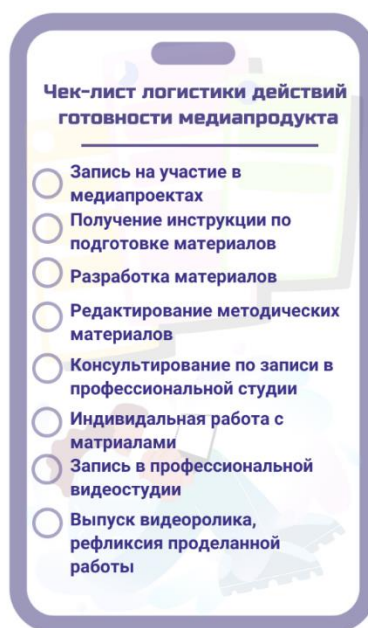 Чек-лист логистики действий
готовности медиапродукта
Запись на участие в
медиапроектах
Получение инструкции по
подготовке материалов
Разработка материалов
Редактирование методических
материалов
Консультирование по записи в
профессиональной студии
Индивидальная работа с
матриалами
Запись в профессиональной
видеостудии
Выпуск видеоролика,
рефликсия проделанной
работы